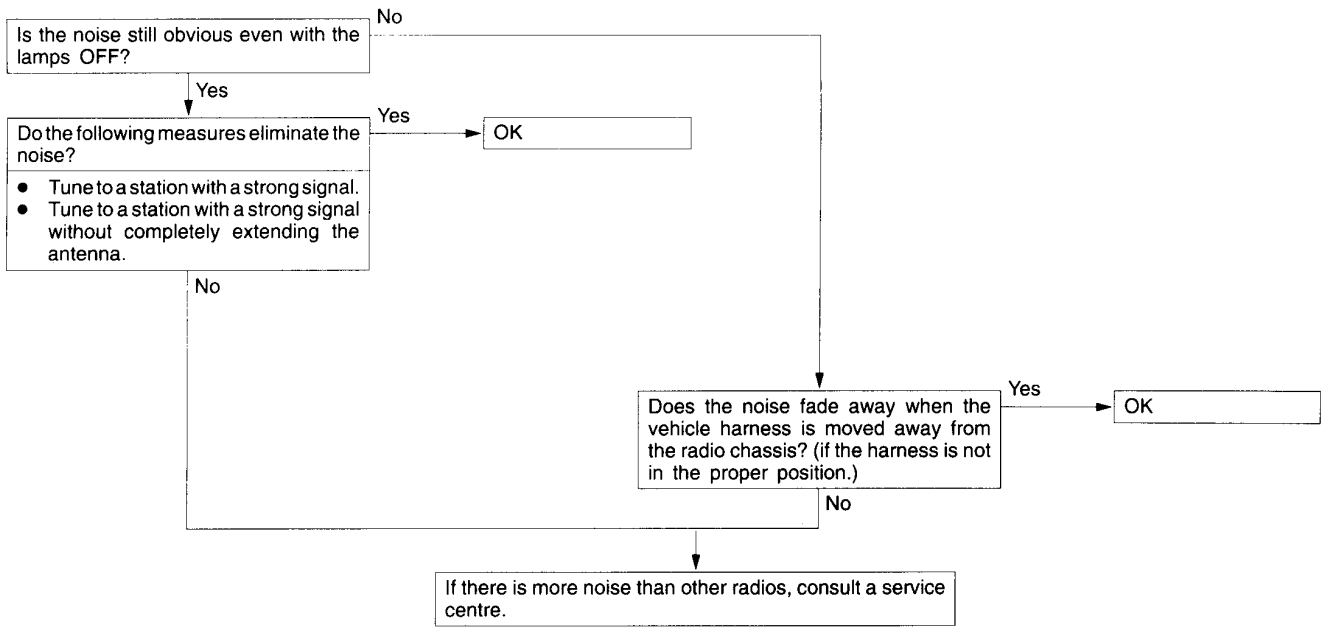 No
Is the noise still obvious even with the
lamps OFF?
Yes
Do the following measures eliminate the
noise?
Yes
OK
● Tune to a station with a strong signal.
● Tune to a station with a strong signal
without completely extending the
antenna.
No
Does the noise fade away when the
vehicle harness is moved away from
the radio chassis? (if the harness is not
in the proper position.)
Yes
OK
No
If there is more noise than other radios, consult a service
centre.